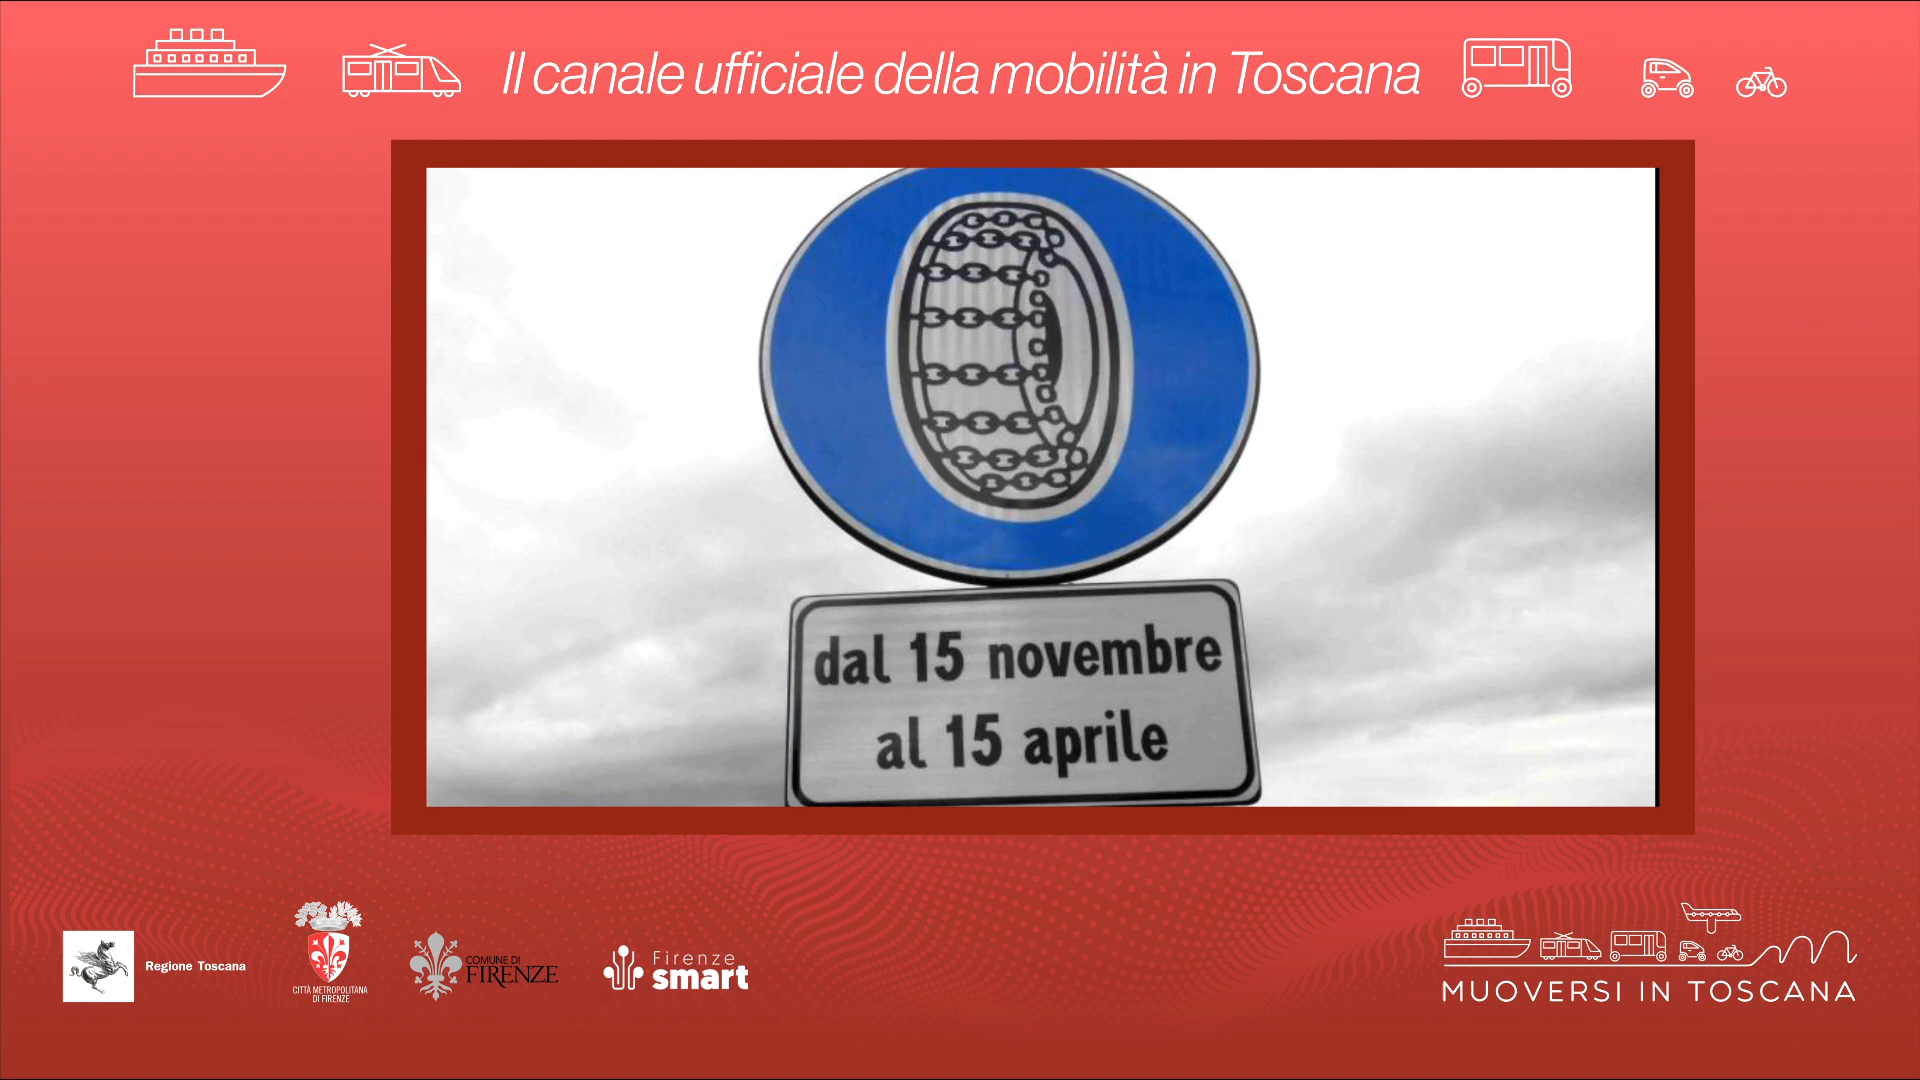 Il canale ufficiale della mobilità in Toscana
dal 15 novembre
al 15 aprile
Regione Toscana
CITTÀ METROPOLITANA
DI FIRENZE
COMUNE DI
FIRENZE
Firenze
smart
MUOVERSI IN TOSCANA